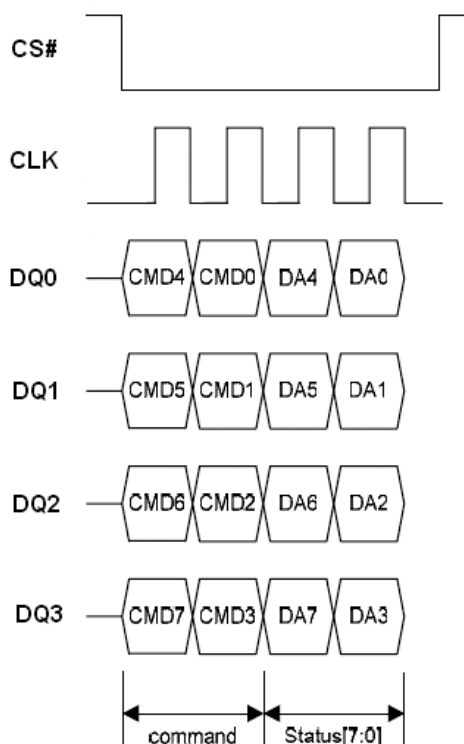 CS#
CLK
DQ0 CMD4 CMD0 DA4 DA0
DQ1 CMD5 CMD1 DA5 DA1
DQ2 CMD6 CMD2 DA6 DA2
DQ3 CMD7 CMD3 DA7 DA3
command Status[7:0]